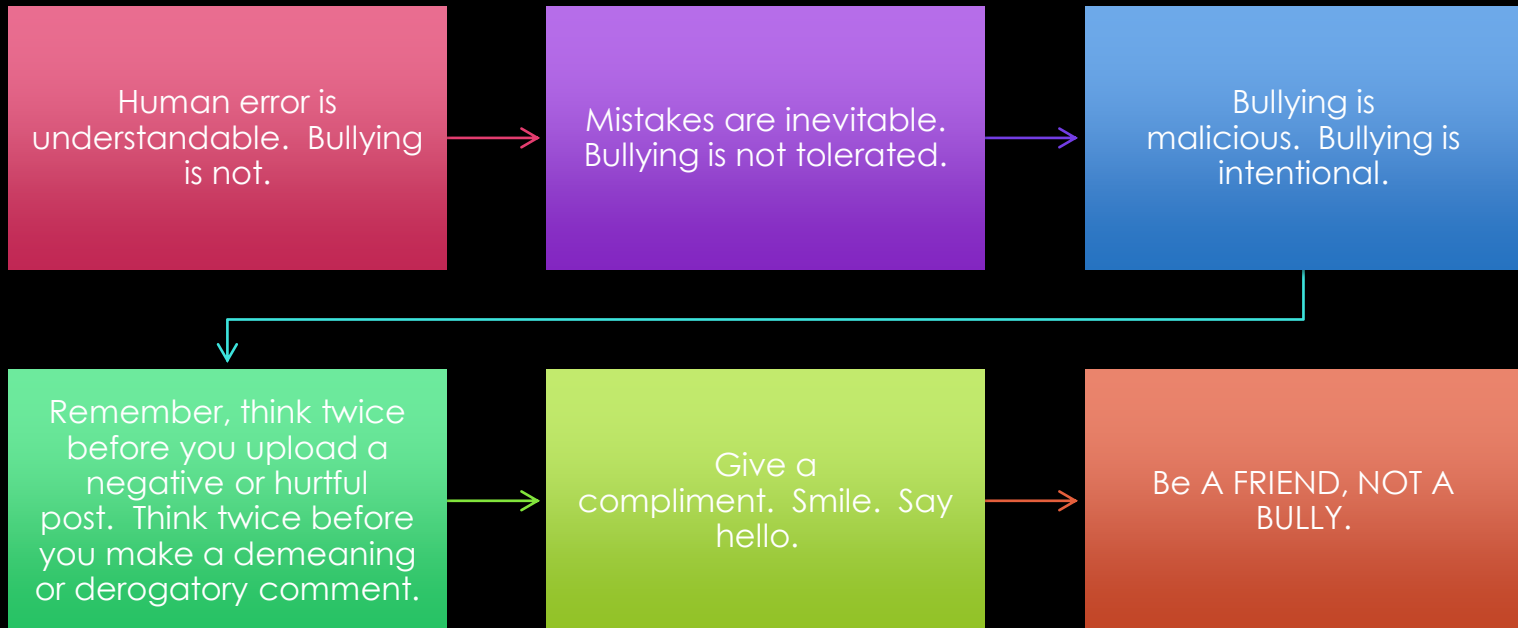 Human error is
understandable.  Bullying
is not.
Mistakes are inevitable.
Bullying is not tolerated.
Bullying is
malicious.  Bullying is
intentional.
Remember, think twice
before you upload a
negative or hurtful
post.  Think twice before
you make a demeaning
or derogatory comment.
Give a
compliment.  Smile.  Say
hello.
Be A FRIEND, NOT A
BULLY.